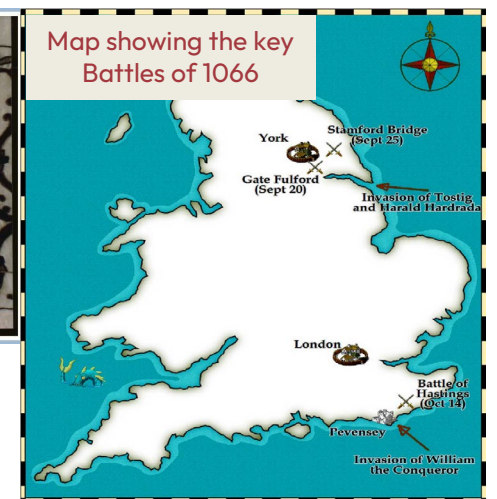 Map showing the key
Battles of 1066
York
Stamford Bridge
(Sept 25)
Gate Fulford
(Sept 20)
Invasion of Tostig
and Harald Hardrada
London
Battle of
Hastings
(Oct 14)
Pevensey
Invasion of William
the Conqueror